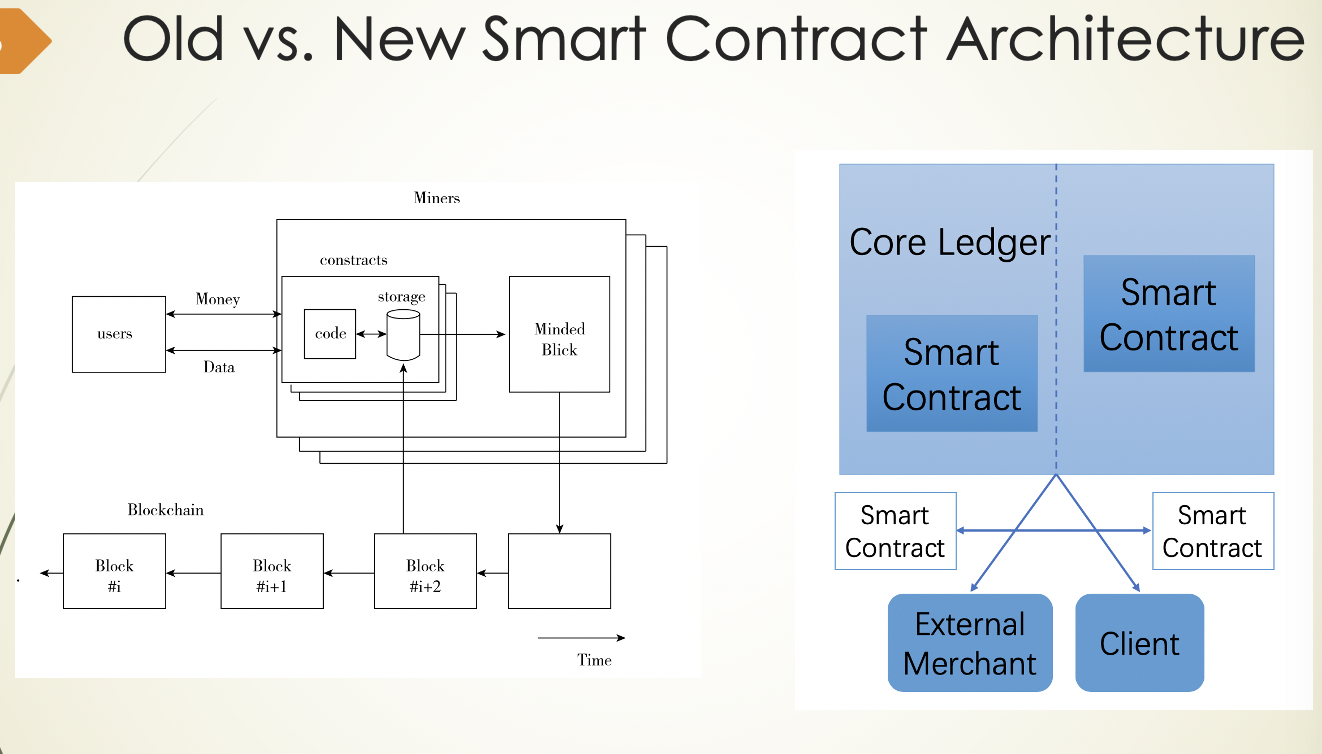 Old vs. New Smart Contract Architecture
Miners
constracts
storage
code
users
Money
Data
Minded
Blick
Blockchain
Block
#i
Block
#i+1
Block
#i+2
Time
Core Ledger
Smart
Contract
Smart
Contract
Smart
Contract
Smart
Contract
External
Merchant
Client